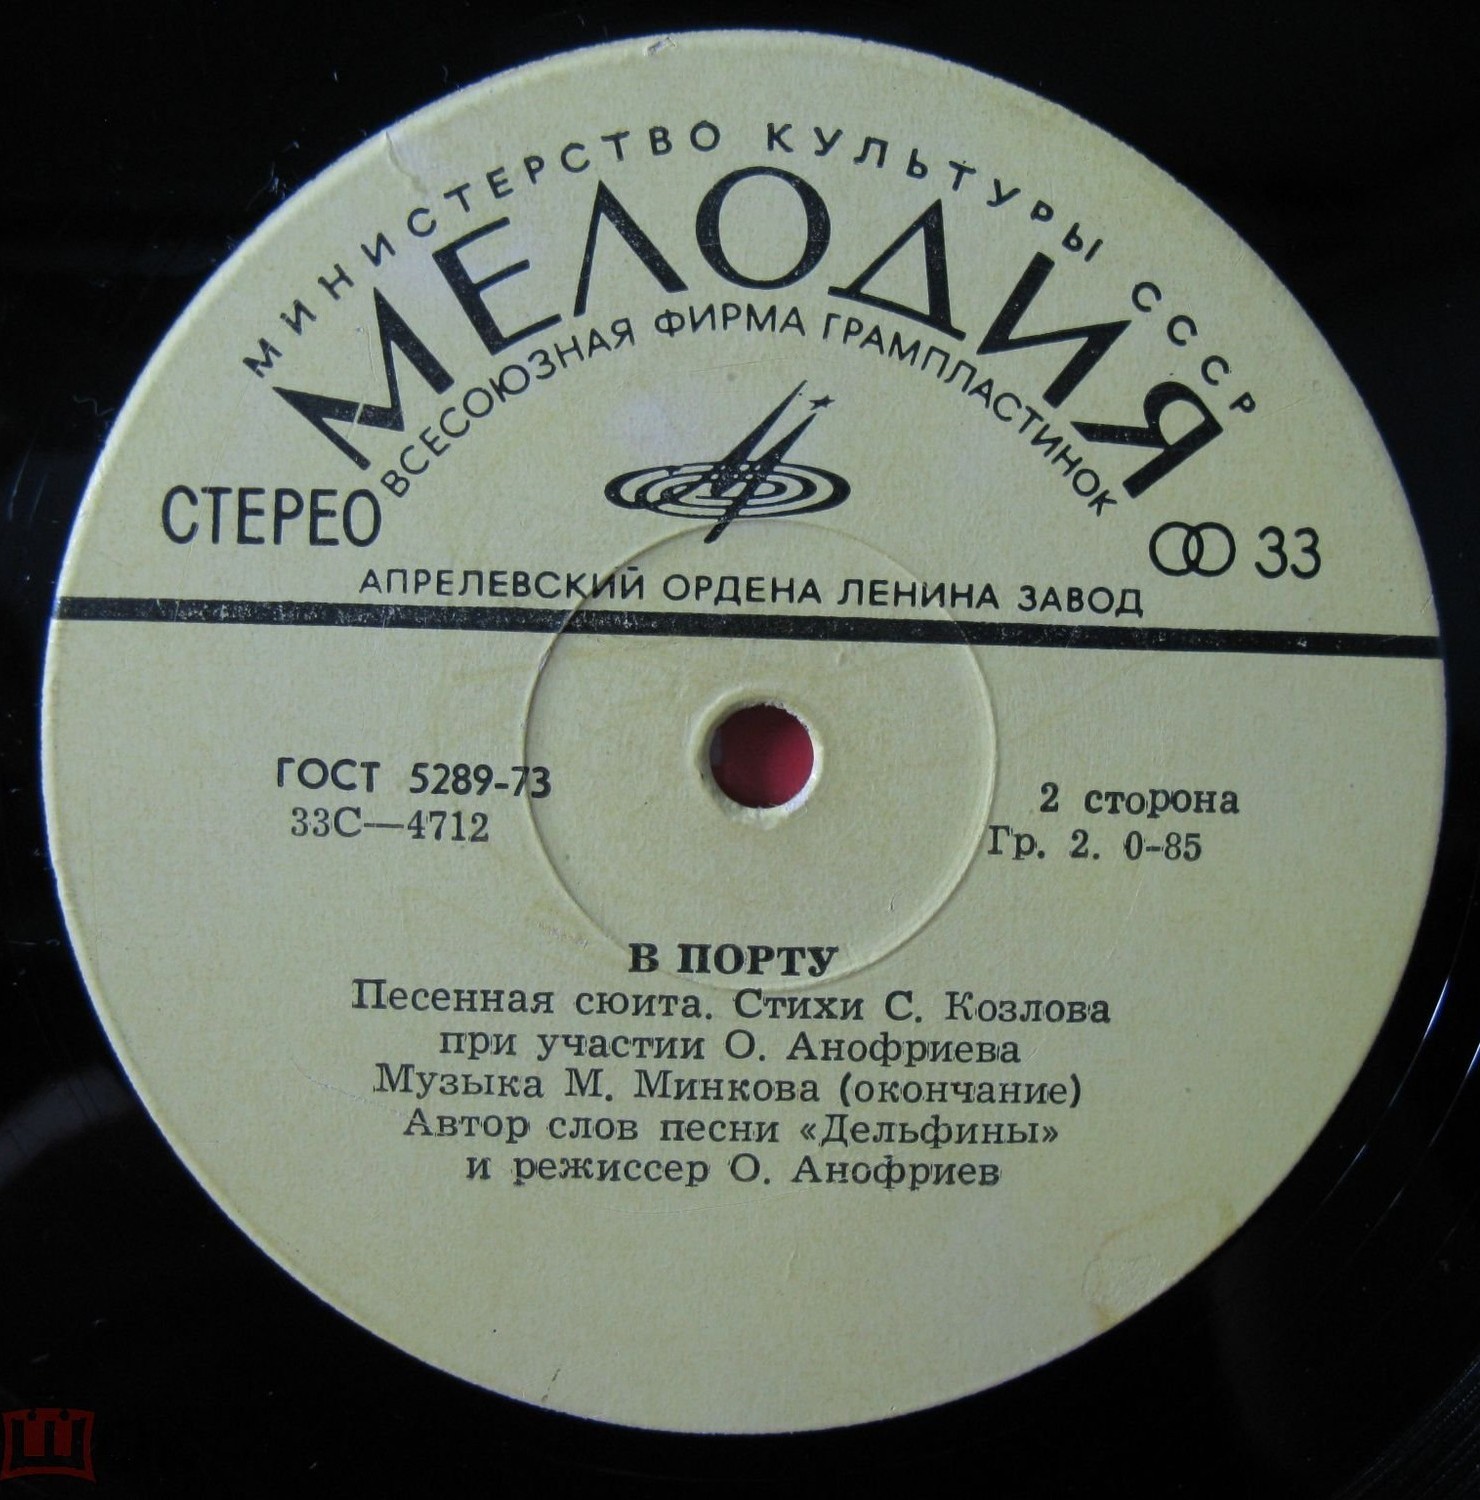 МИНИСТЕРСТВО КУЛЬТУРЫ СССР
МЕЛОДИЯ
ВСЕСОЮЗНАЯ ФИРМА ГРАМПЛАСТИНОК
СТЕРЕО
33
АПРЕЛЕВСКИЙ ОРДЕНА ЛЕНИНА ЗАВОД
ГОСТ 5289-73
33С—4712
2 сторона
Гр. 2. 0-85
В ПОРТУ
Песенная сюита. Стихи С. Козлова
при участии О. Анофриева
Музыка М. Минкова (окончание)
Автор слов песни «Дельфины»
и режиссер О. Анофриев